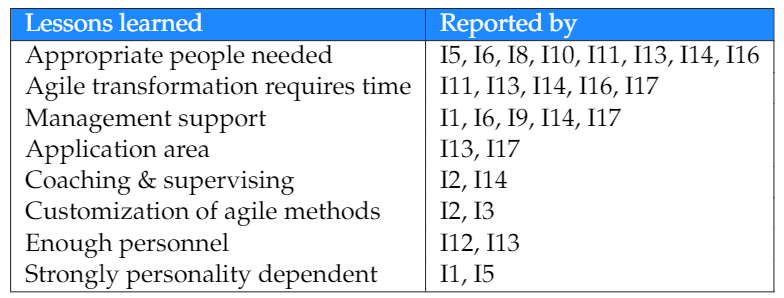 Lessons learned Reported by
Appropriate people needed I5, I6, I8, I10, I11, I13, I14, I16
Agile transformation requires time I11, I13, I14, I16, I17
Management support I1, I6, I9, I14, I17
Application area I13, I17
Coaching & supervising I2, I14
Customization of agile methods I2, I3
Enough personnel I12, I13
Strongly personality dependent I1, I5